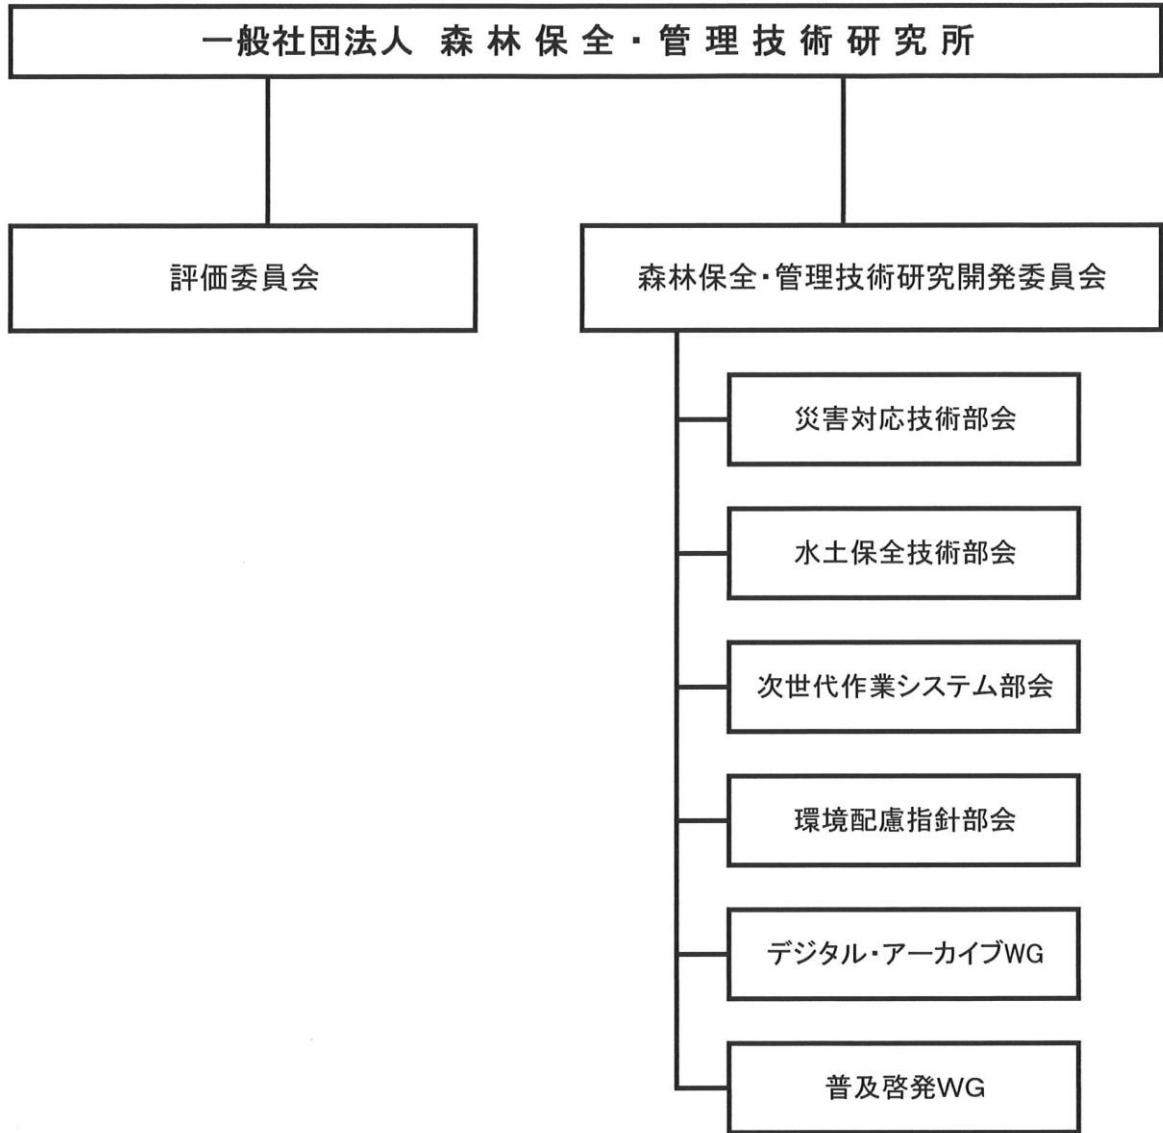 一般社団法人 森林保全・管理技術研究所
評価委員会
森林保全・管理技術研究開発委員会
災害対応技術部会
水土保全技術部会
次世代作業システム部会
環境配慮指針部会
デジタル・アーカイブWG
普及啓発WG